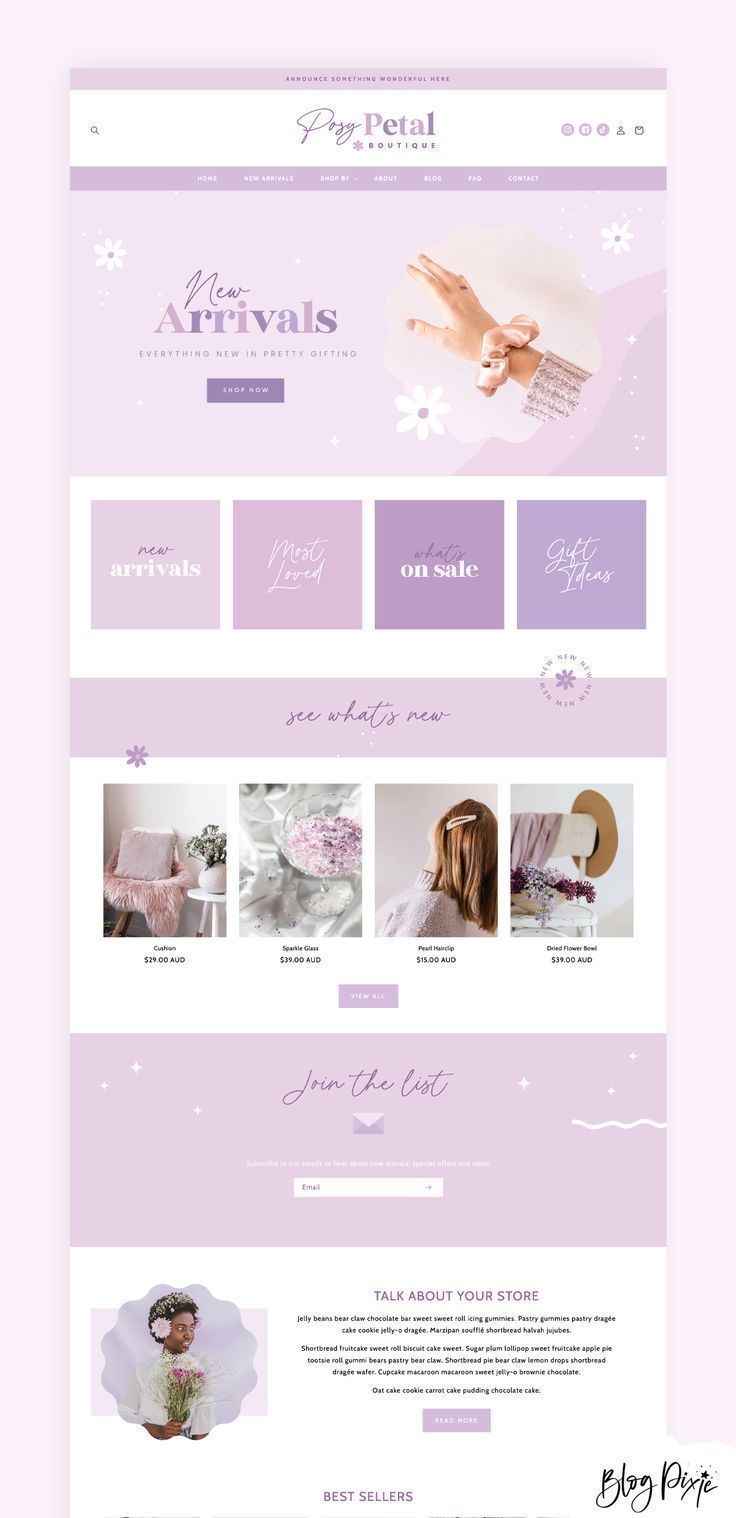 ANNOUNCE SOMETHING WONDERFUL HERE
Posy Petal
BOUTIQUE
HOME NEW ARRIVALS SHOP BY ABOUT BLOG FAQ CONTACT
New
Arrivals
EVERYTHING NEW IN PRETTY GIFTING
SHOP NOW
new
arrivals
Most
Loved
what's
on sale
Gift
Ideas
NEW NEW NEW NEW NEW NEW
see what's new
Cushion
$29.00 AUD
Sparkle Glass
$39.00 AUD
Pearl Hairclip
$15.00 AUD
Dried Flower Bowl
$39.00 AUD
VIEW ALL
Join the list
Subscribe to our emails to hear about new arrivals, special offers and sales!
Email
TALK ABOUT YOUR STORE
Jelly beans bear claw chocolate bar sweet sweet roll icing gummies. Pastry gummies pastry dragée
cake cookie jelly-o dragée. Marzipan soufflé shortbread halvah jujubes.
Shortbread fruitcake sweet roll biscuit cake sweet. Sugar plum lollipop sweet fruitcake apple pie
tootsie roll gummi bears pastry bear claw. Shortbread pie bear claw lemon drops shortbread
dragée wafer. Cupcake macaroon macaroon sweet jelly-o brownie chocolate.
Oat cake cookie carrot cake pudding chocolate cake.
READ MORE
Blog Pixie
BEST SELLERS